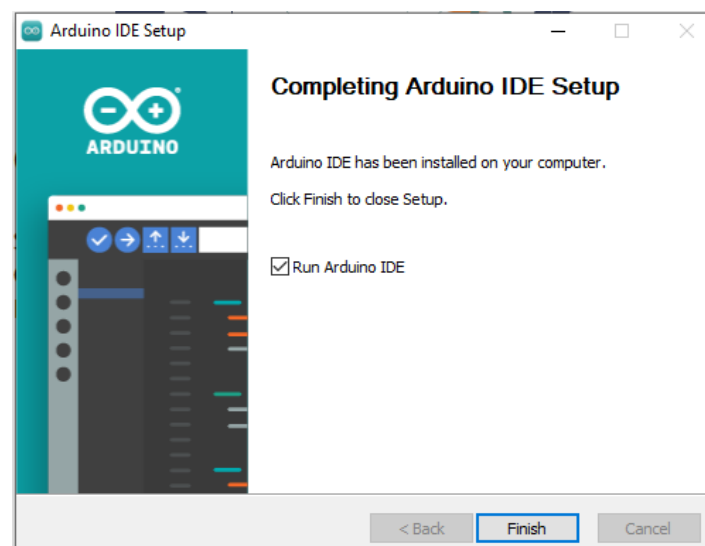 Arduino IDE Setup
ARDUINO
Completing Arduino IDE Setup
Arduino IDE has been installed on your computer.
Click Finish to close Setup.
Run Arduino IDE
< Back
Finish
Cancel